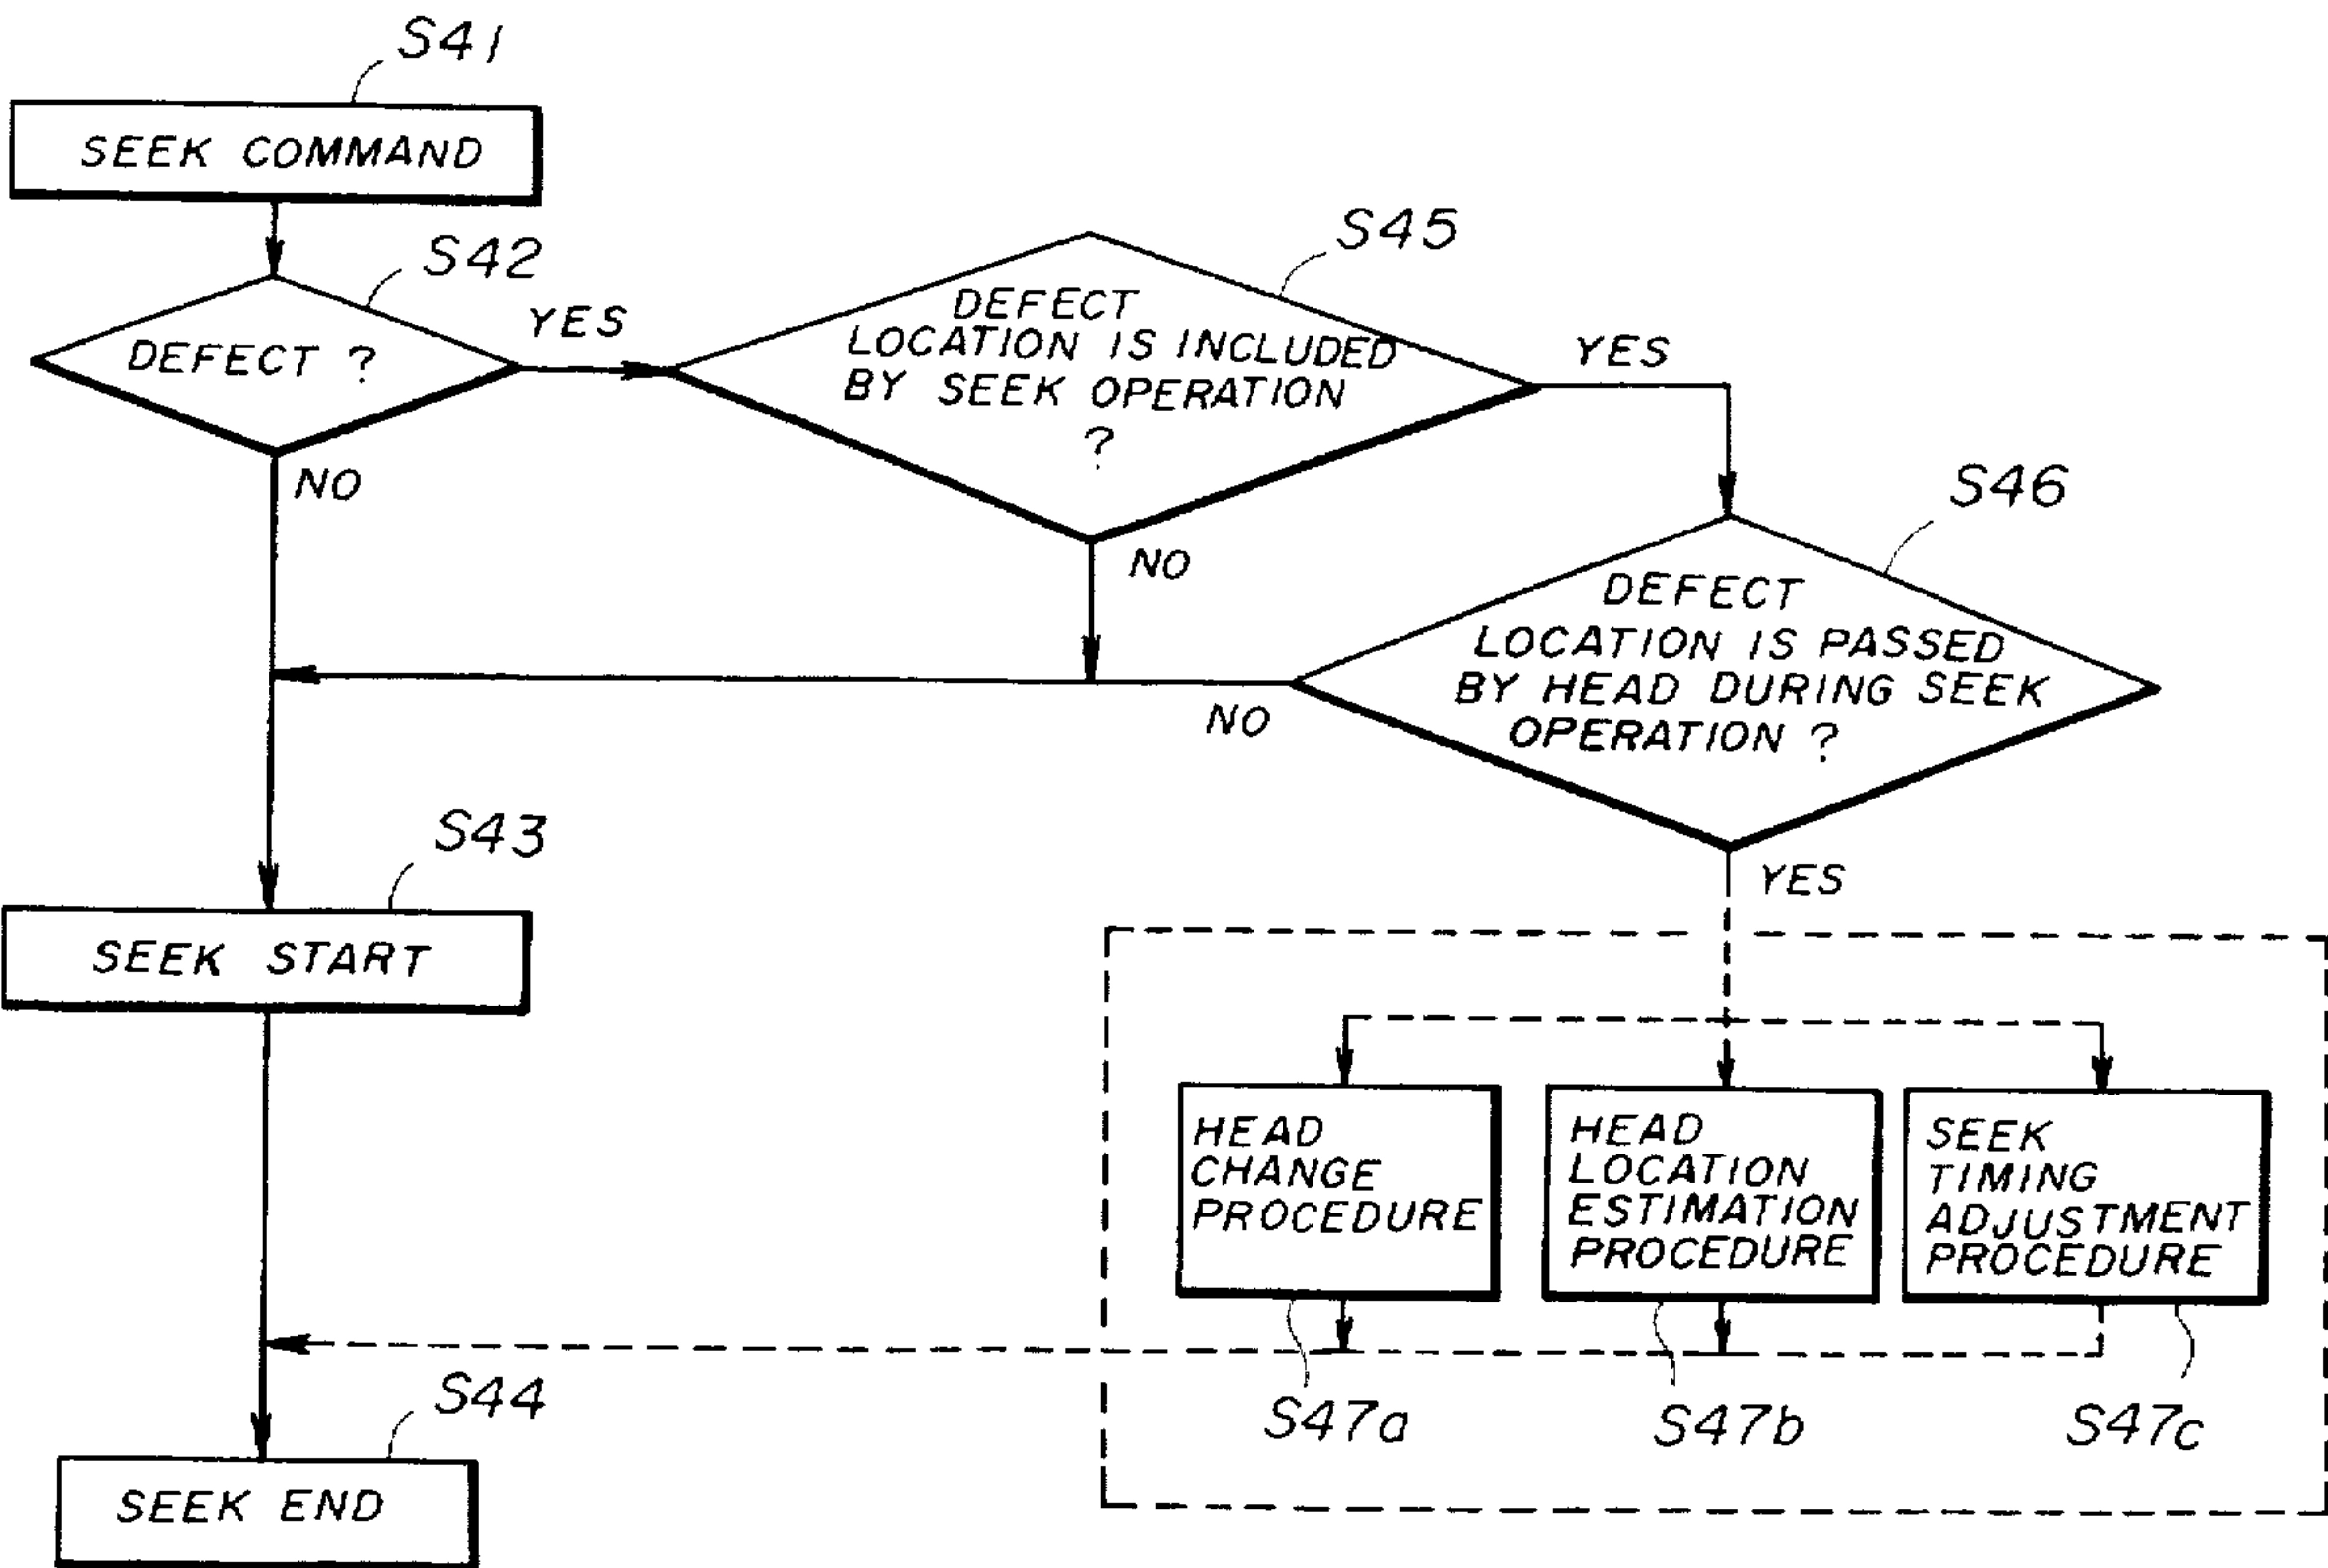 S41
SEEK COMMAND
S42
DEFECT ?
YES
NO
S45
DEFECT
LOCATION IS INCLUDED
BY SEEK OPERATION
?
YES
NO
S46
DEFECT
LOCATION IS PASSED
BY HEAD DURING SEEK
OPERATION ?
NO
YES
S43
SEEK START
HEAD
CHANGE
PROCEDURE
HEAD
LOCATION
ESTIMATION
PROCEDURE
SEEK
TIMING
ADJUSTMENT
PROCEDURE
S47a
S47b
S47c
S44
SEEK END